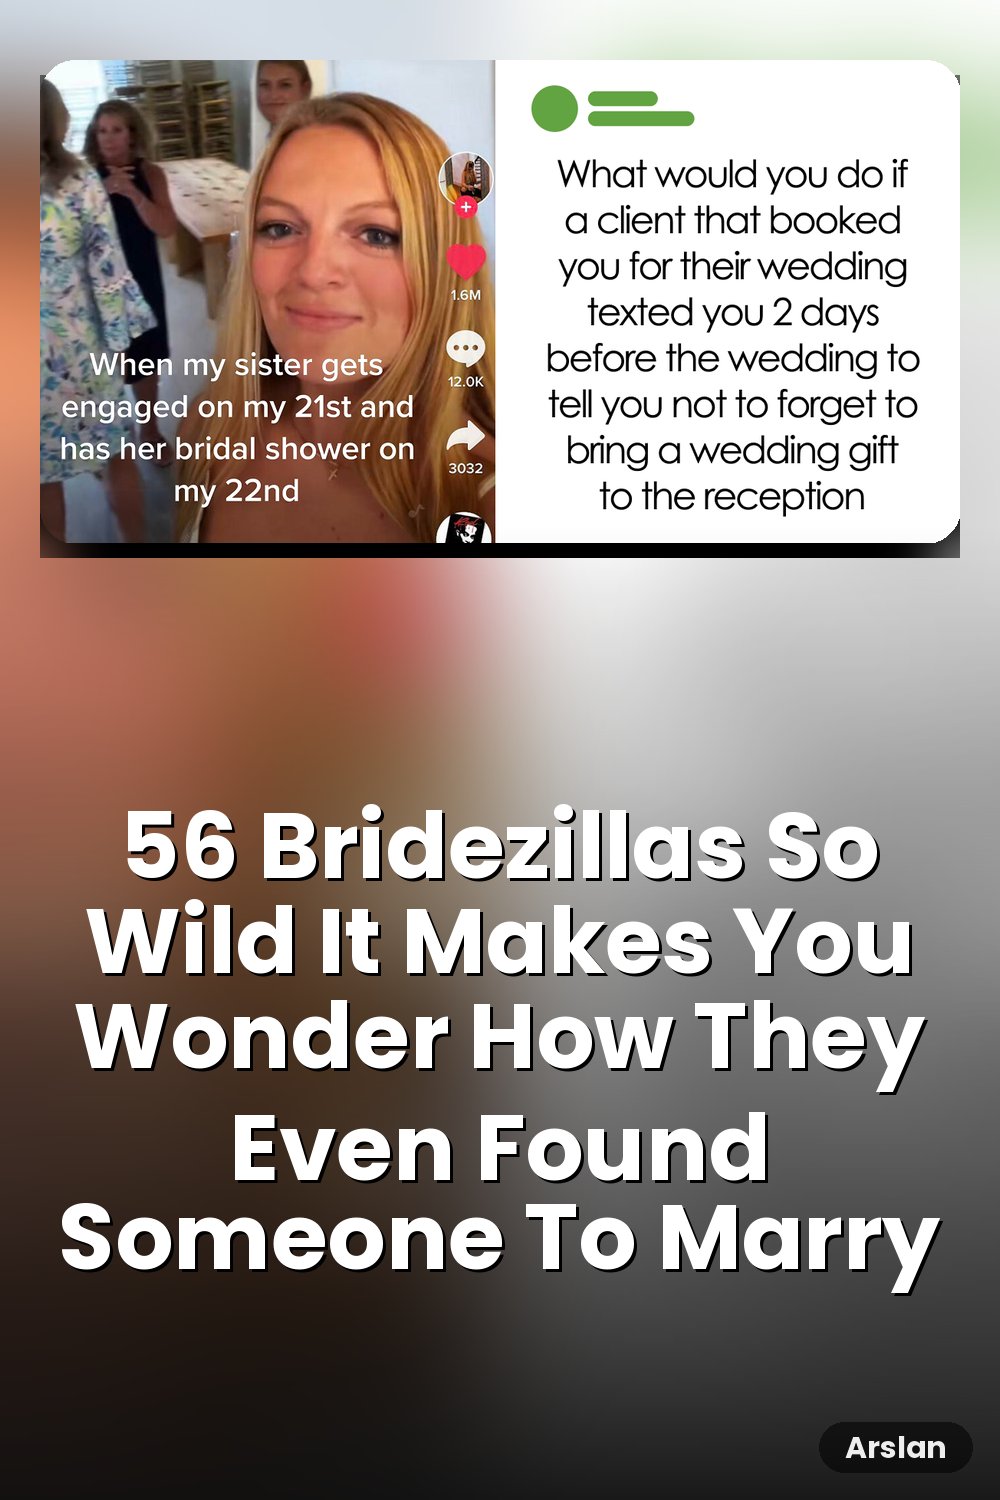 When my sister gets
engaged on my 21st and
has her bridal shower on
my 22nd
1.6M
12.0K
3032
What would you do if
a client that booked
you for their wedding
texted you 2 days
before the wedding to
tell you not to forget to
bring a wedding gift
to the reception
56 Bridezillas So
Wild It Makes You
Wonder How They
Even Found
Someone To Marry
Arslan